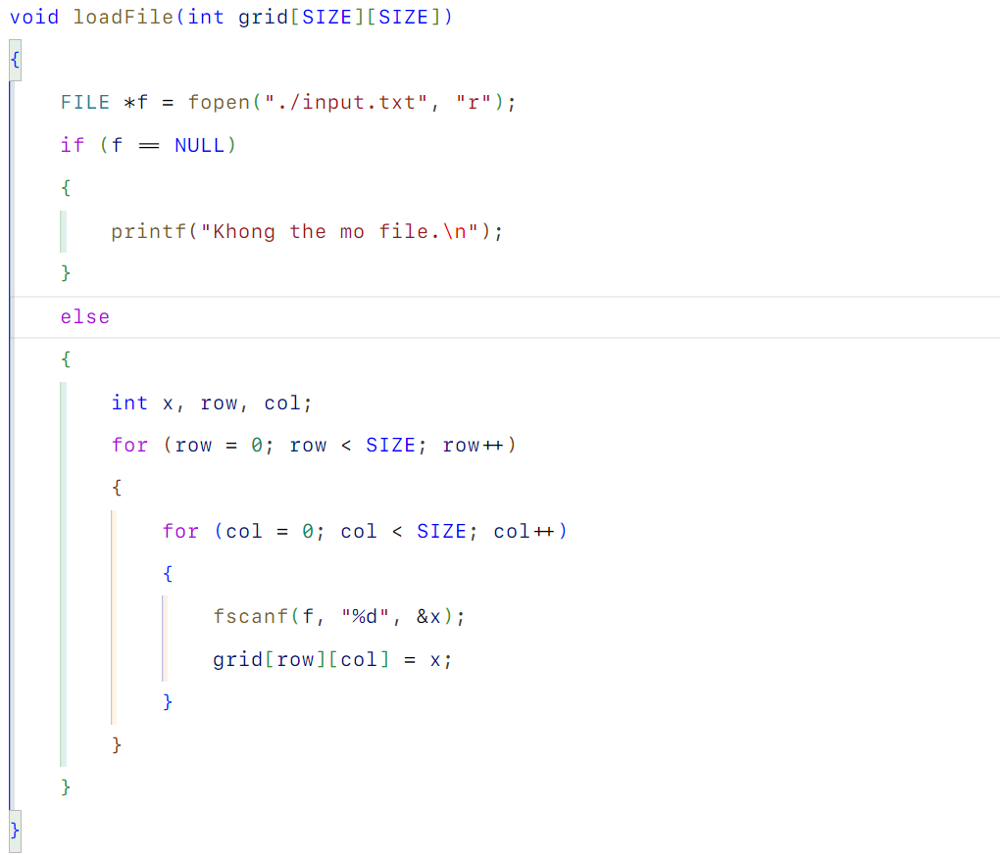 void loadFile(int grid[SIZE][SIZE])
{
    FILE *f = fopen("./input.txt", "r");
    if (f == NULL)
    {
        printf("Khong the mo file.\n");
    }
    else
    {
        int x, row, col;
        for (row = 0; row < SIZE; row++)
        {
            for (col = 0; col < SIZE; col++)
            {
                fscanf(f, "%d", &x);
                grid[row][col] = x;
            }
        }
    }
}